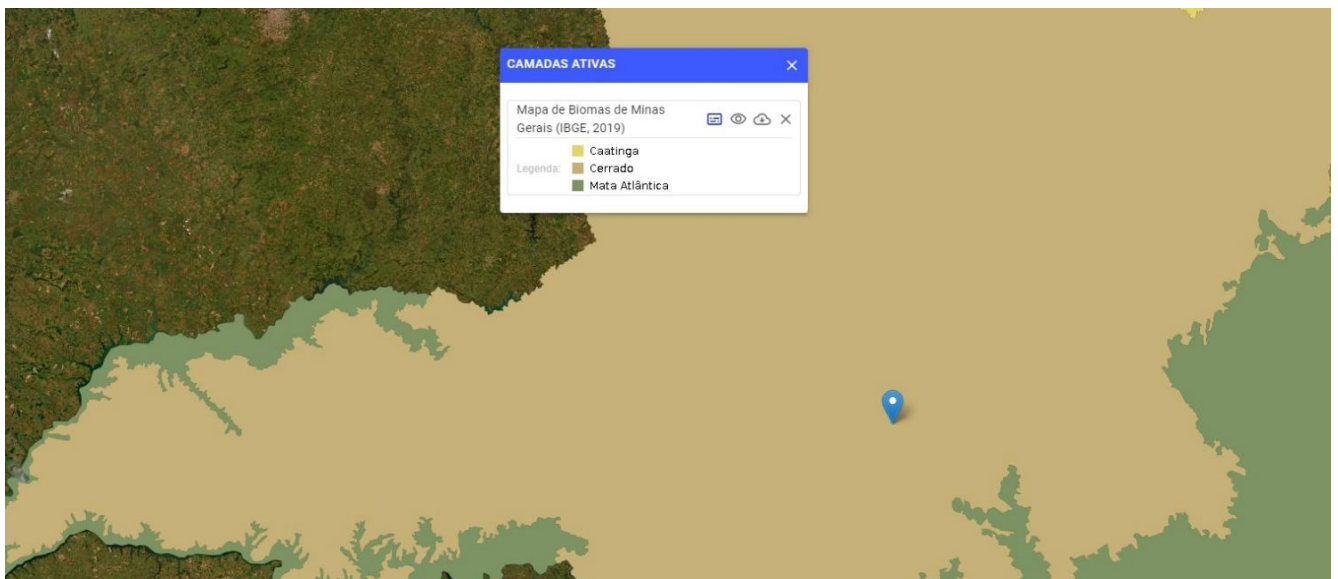 CAMADAS ATIVAS
Mapa de Biomas de Minas
Gerais (IBGE, 2019)
Legenda:
Caatinga
Cerrado
Mata Atlântica